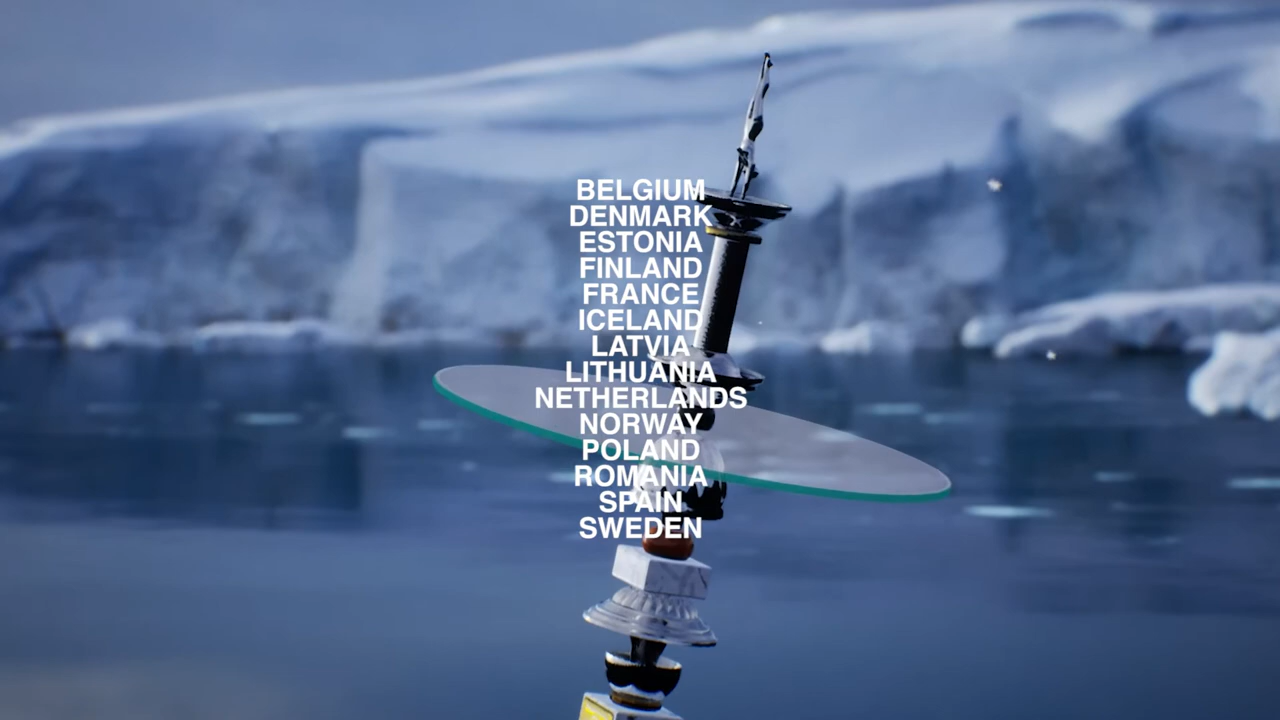 BELGIUM
DENMARK
ESTONIA
FINLAND
FRANCE
ICELAND
LATVIA
LITHUANIA
NETHERLANDS
NORWAY
POLAND
ROMANIA
SPAIN
SWEDEN